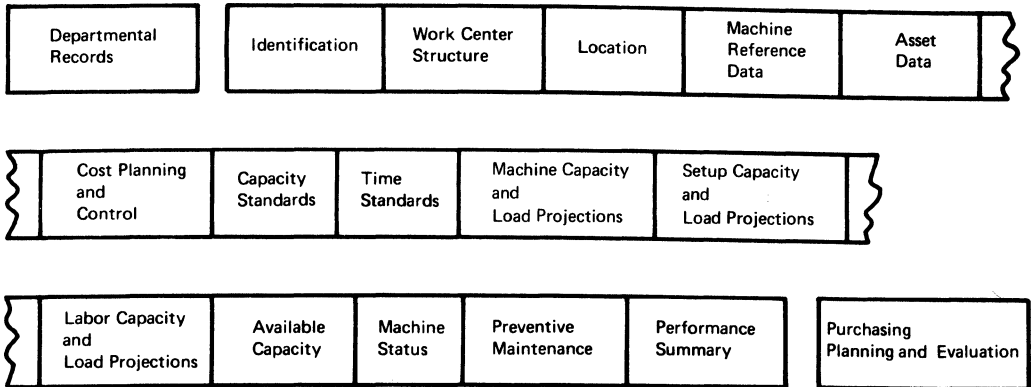 Departmental
Records
Identification
Work Center
Structure
Location
Machine
Reference
Data
Asset
Data
Cost Planning
and
Control
Capacity
Standards
Time
Standards
Machine Capacity
and
Load Projections
Setup Capacity
and
Load Projections
Labor Capacity
and
Load Projections
Available
Capacity
Machine
Status
Preventive
Maintenance
Performance
Summary
Purchasing
Planning and Evaluation